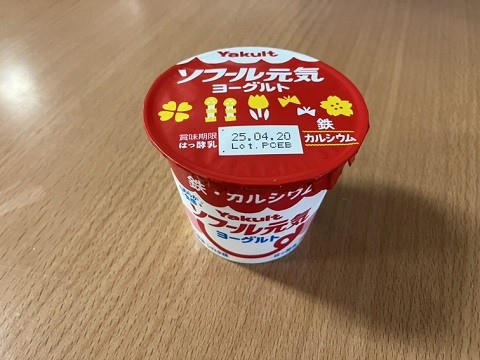 Yakult
ソフール元気
ヨーグルト
鉄
カルシウム
賞味期限
はっ酵乳
25.04.20
Lot.PCEB
鉄・カルシウム
Yakult
ソフール元気
ヨーグルト